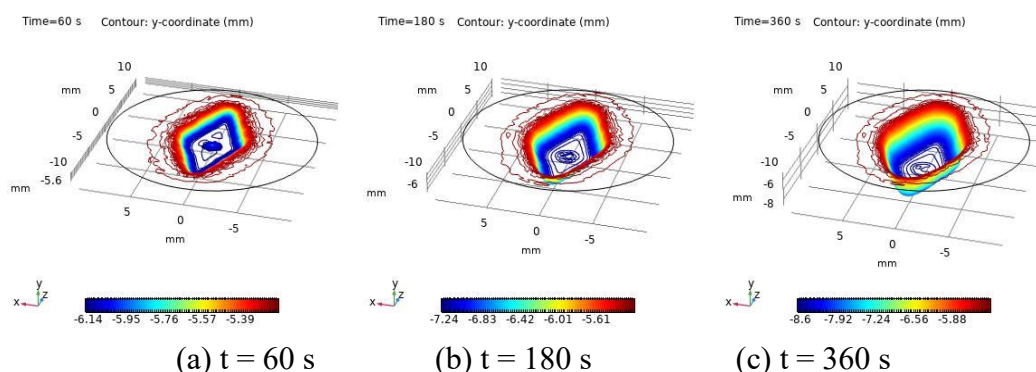 Time=60 s Contour: y-coordinate (mm)
10
mm 5
0
-5
-10
mm -5.6
5
0
-5
mm
y
z
x
-6.14 -5.95 -5.76 -5.57 -5.39
(a) t = 60 s
Time=180 s Contour: y-coordinate (mm)
10
mm 5
0
-5
-10
mm -6
5
0
-5
mm
y
z
x
-7.24 -6.83 -6.42 -6.01 -5.61
(b) t = 180 s
Time=360 s Contour: y-coordinate (mm)
10
mm 5
0
-5
-10
-6
mm -8
5
0
-5
mm
y
z
x
-8.6 -7.92 -7.24 -6.56 -5.88
(c) t = 360 s